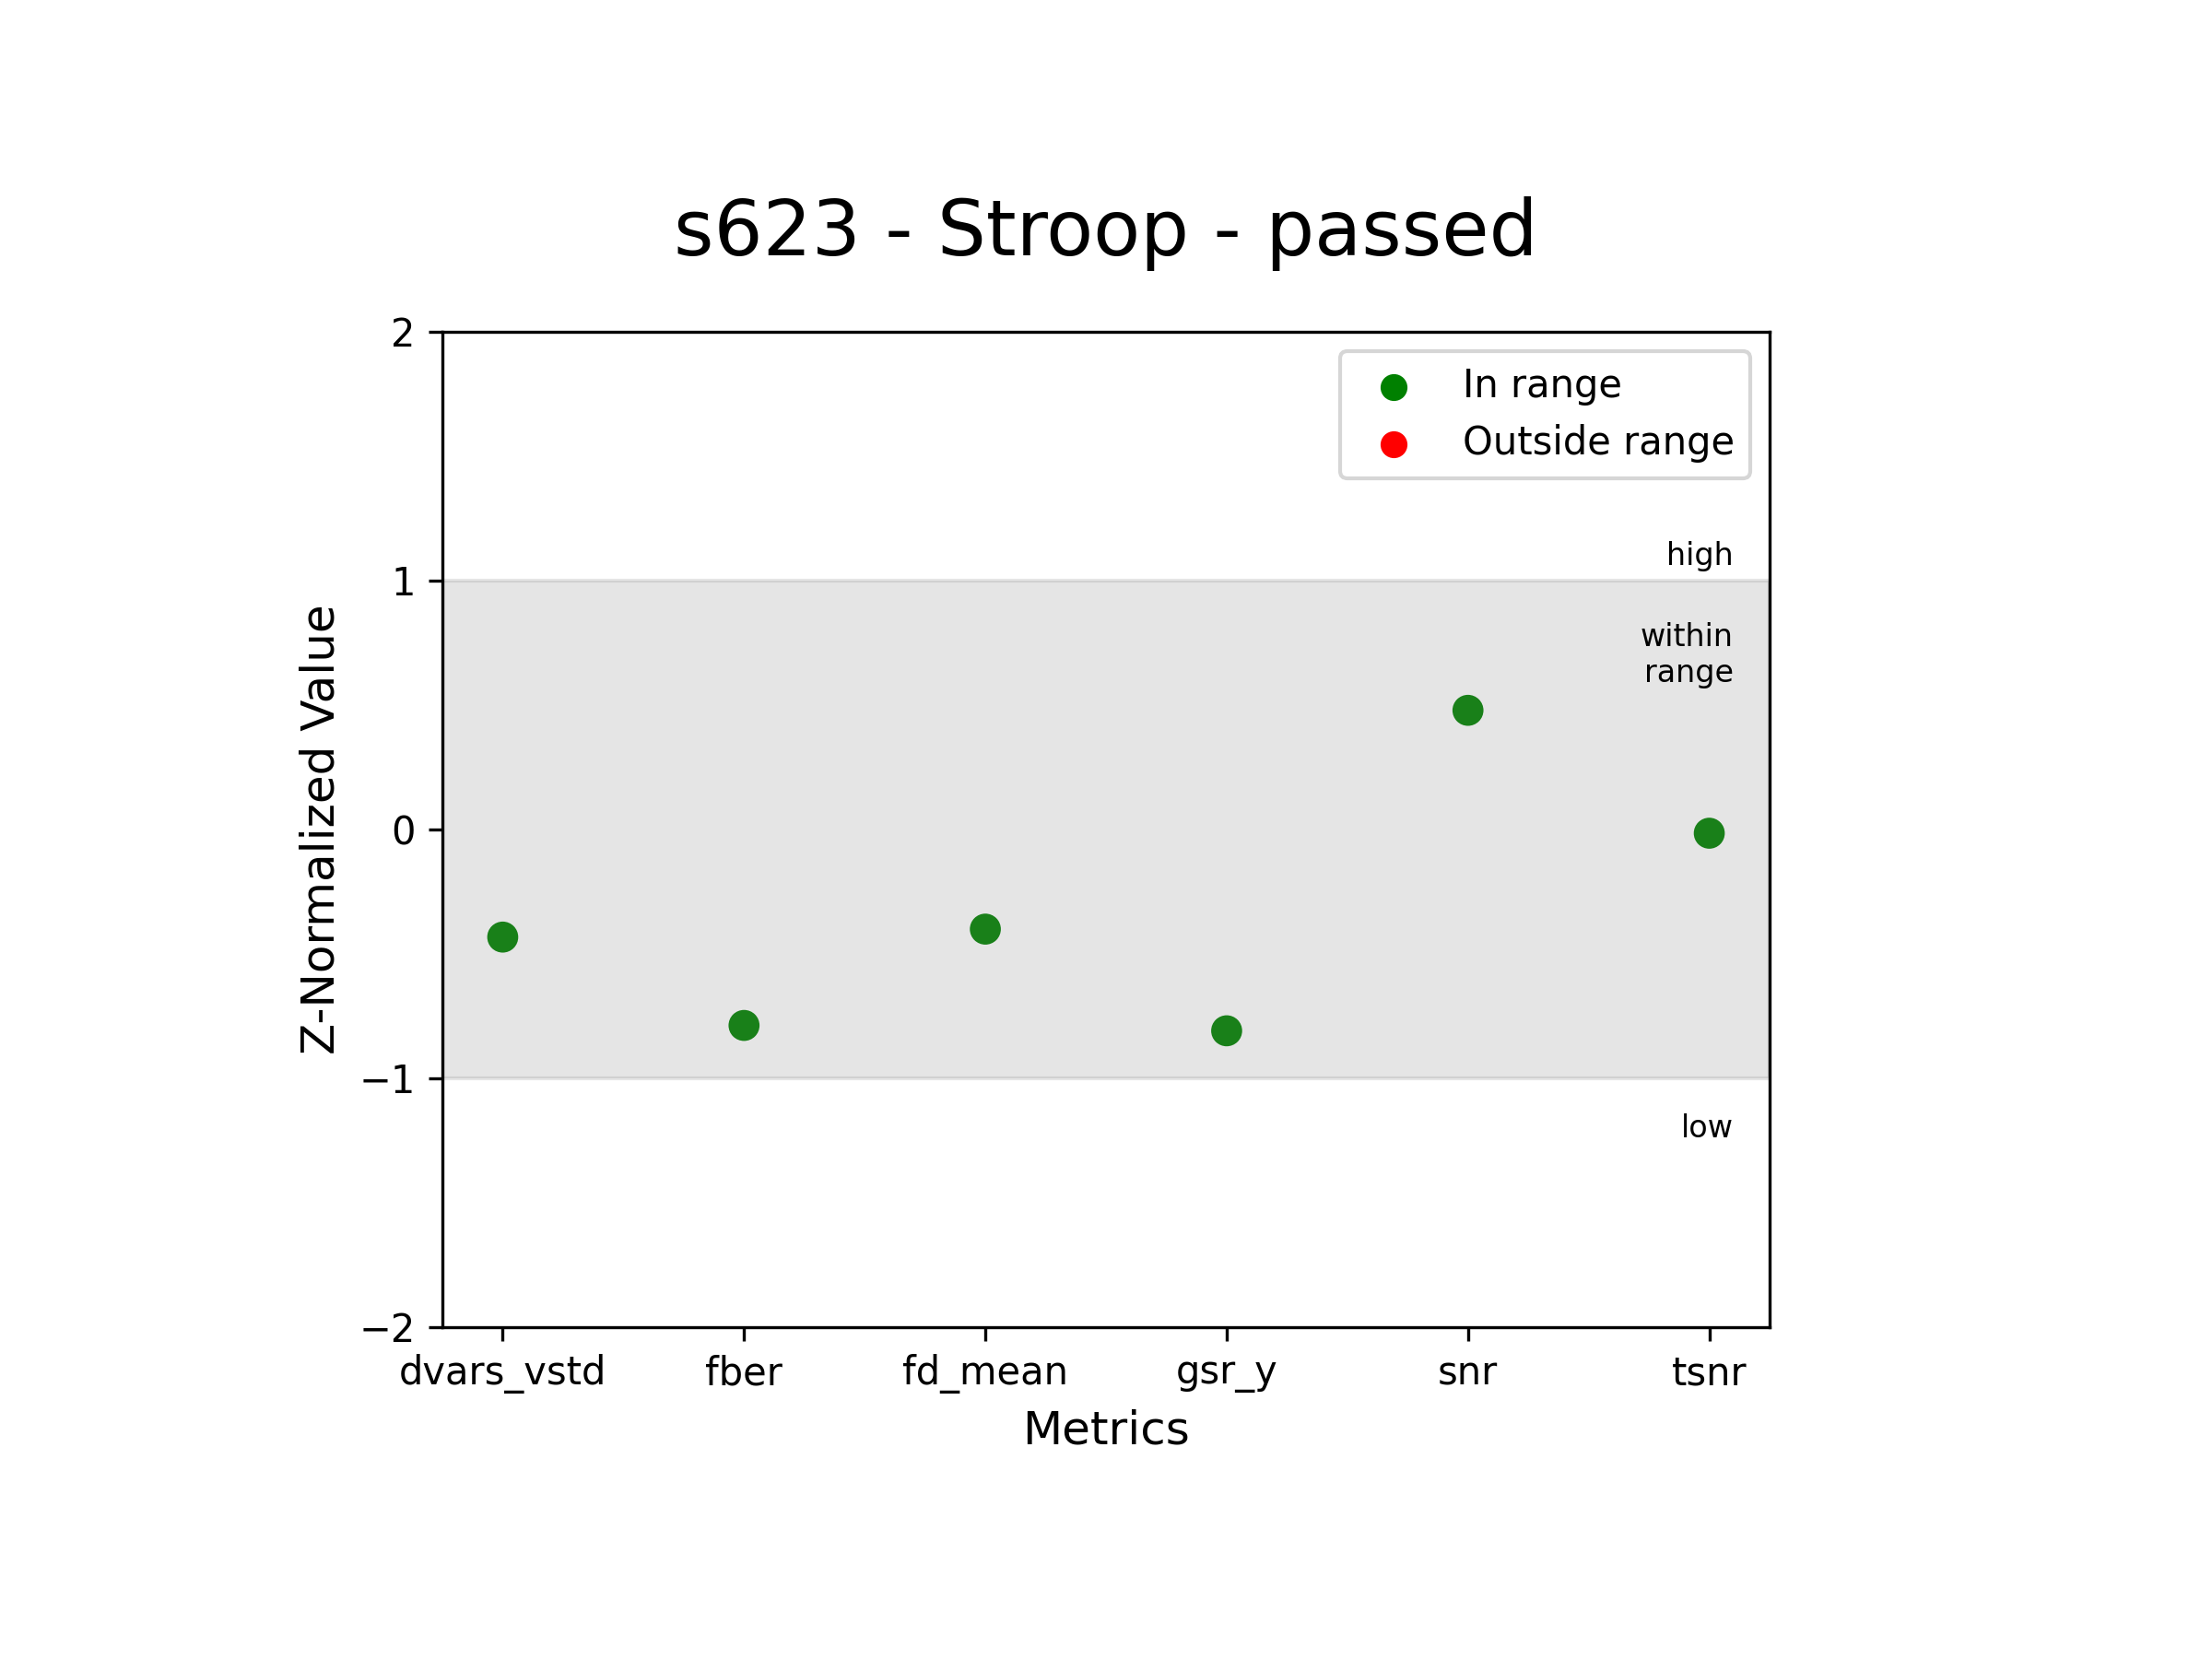 s623 - Stroop - passed
2
In range
Outside range
high
1
within
range
Z-Normalized Value
0
−1
low
−2
dvars_vstd fber fd_mean gsr_y snr tsnr
Metrics